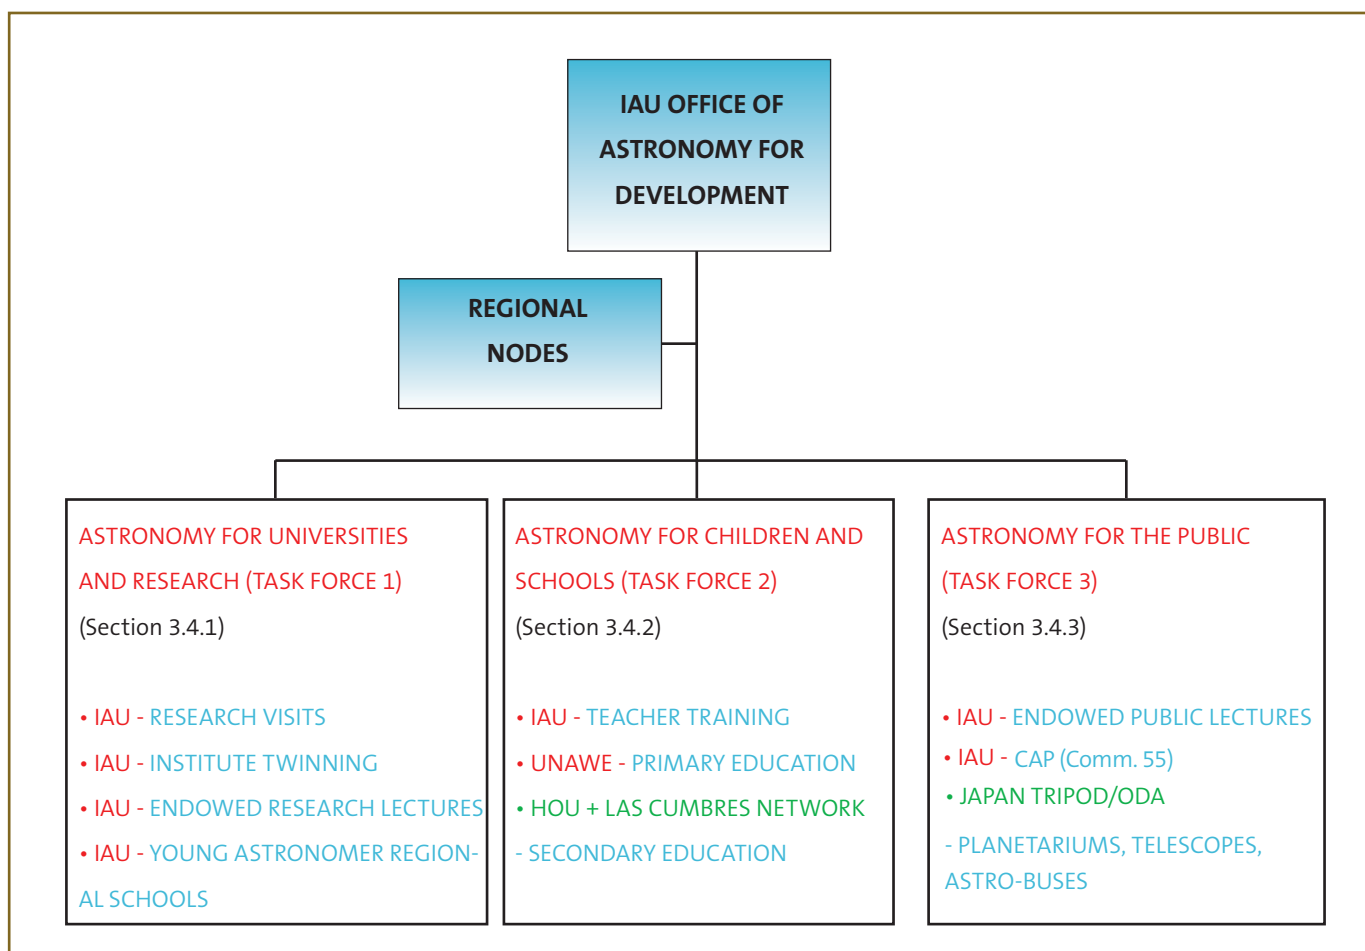 IAU OFFICE OF
ASTRONOMY FOR
DEVELOPMENT
REGIONAL
NODES
ASTRONOMY FOR UNIVERSITIES
AND RESEARCH (TASK FORCE 1)
(Section 3.4.1)
• IAU - RESEARCH VISITS
• IAU - INSTITUTE TWINNING
• IAU - ENDOWED RESEARCH LECTURES
• IAU - YOUNG ASTRONOMER REGION-
AL SCHOOLS
ASTRONOMY FOR CHILDREN AND
SCHOOLS (TASK FORCE 2)
(Section 3.4.2)
• IAU - TEACHER TRAINING
• UNAWE - PRIMARY EDUCATION
• HOU + LAS CUMBRES NETWORK
- SECONDARY EDUCATION
ASTRONOMY FOR THE PUBLIC
(TASK FORCE 3)
(Section 3.4.3)
• IAU - ENDOWED PUBLIC LECTURES
• IAU - CAP (Comm. 55)
• JAPAN TRIPOD/ODA
- PLANETARIUMS, TELESCOPES,
ASTRO-BUSES